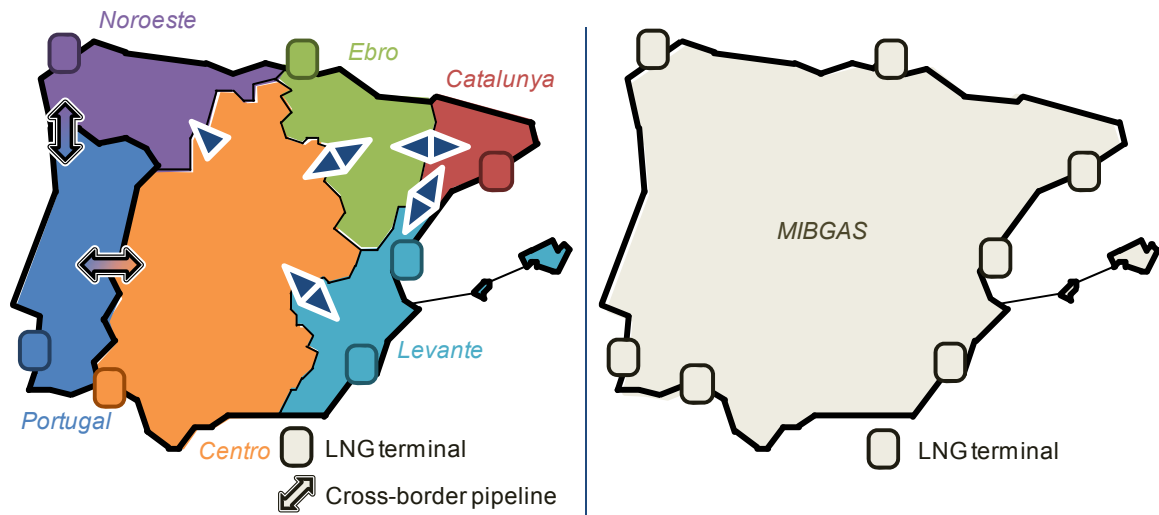 Noroeste
Ebro
Catalunya
Levante
Portugal
Centro
LNG terminal
Cross-border pipeline
MIBGAS
LNG terminal